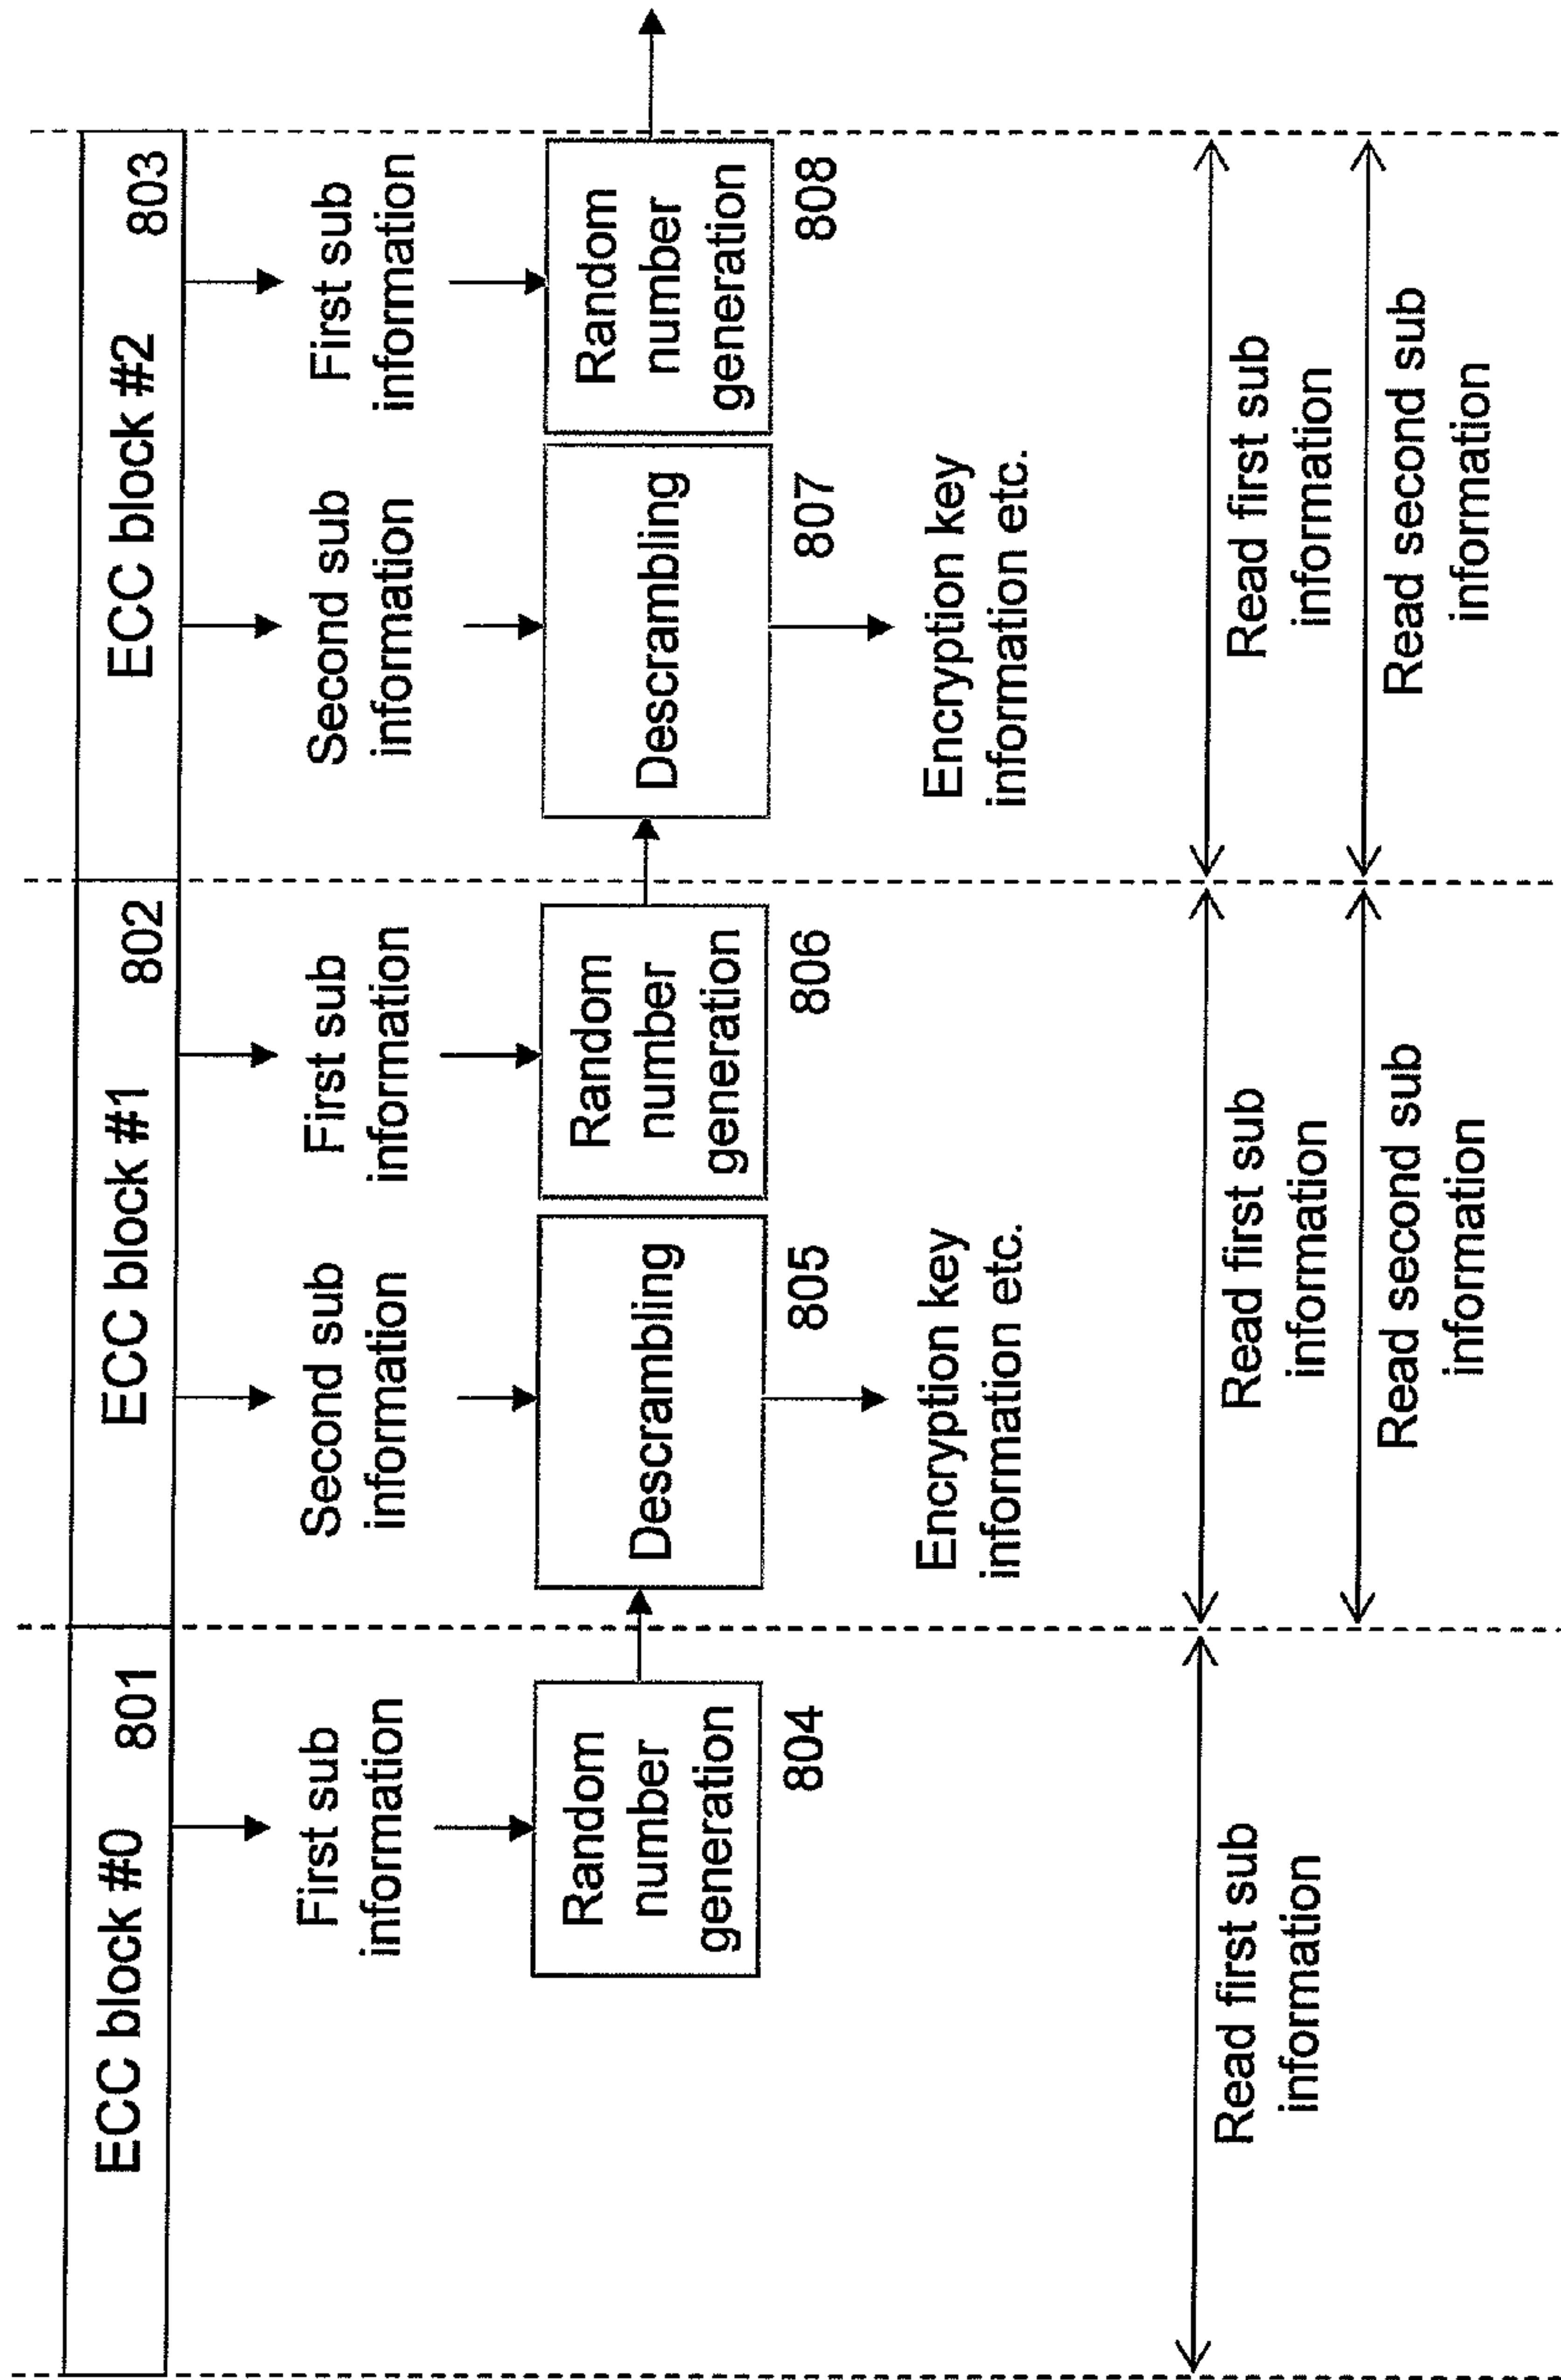 ECC block #0
801
ECC block #1
802
ECC block #2
803
First sub
information
Second sub
information
First sub
information
Second sub
information
First sub
information
Random
number
generation
804
Descrambling
805
Random
number
generation
806
Descrambling
807
Random
number
generation
808
Encryption key
information etc.
Encryption key
information etc.
Read first sub
information
Read first sub
information
Read first sub
information
Read second sub
information
Read second sub
information